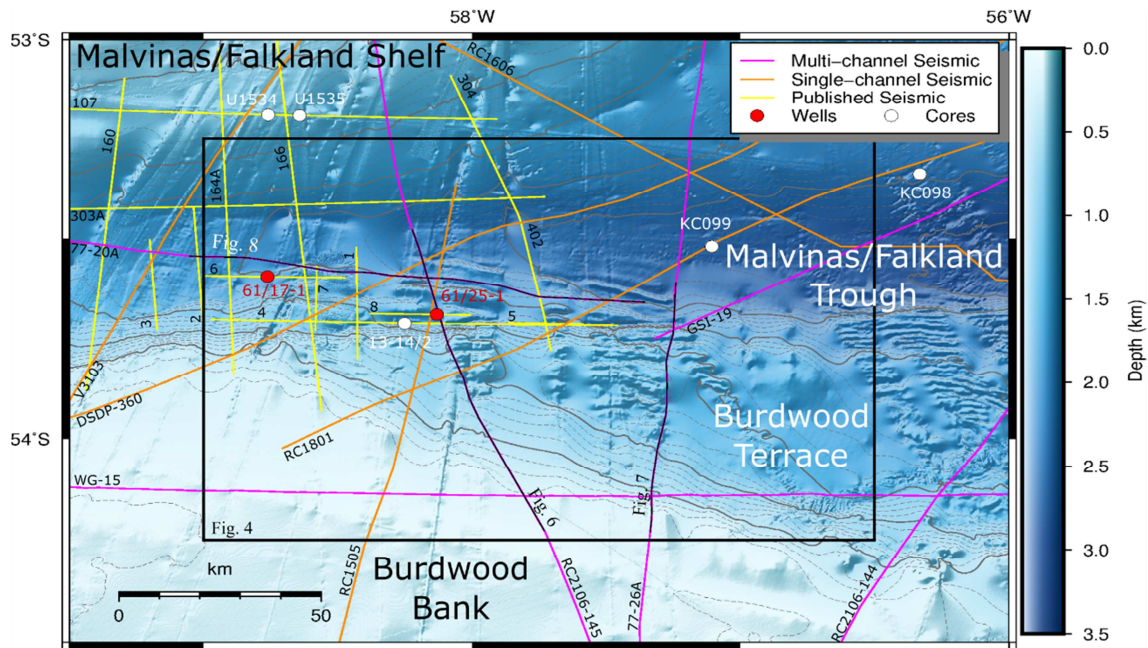 58°W
56°W
53°S
Malvinas/Falkland Shelf
RC1606
Multi-channel Seismic
Single-channel Seismic
Published Seismic
Wells
Cores
0.0
0.5
1.0
1.5
2.0
2.5
3.0
3.5
Depth (km)
107
U1534
U1535
304
160
166
164A
KC098
303A
402
KC099
Fig. 8
77-20A
1
Malvinas/Falkland
Trough
6
61/17-1
7
61/25-1
8
4
5
3
2
GSI-19
13-14/2
V3103
DSDP-360
RC1801
Burdwood
Terrace
54°S
WG-15
Fig. 6
Fig. 7
Fig. 4
km
0
50
RC1505
Burdwood
Bank
RC2106-145
77-26A
RC2106-144